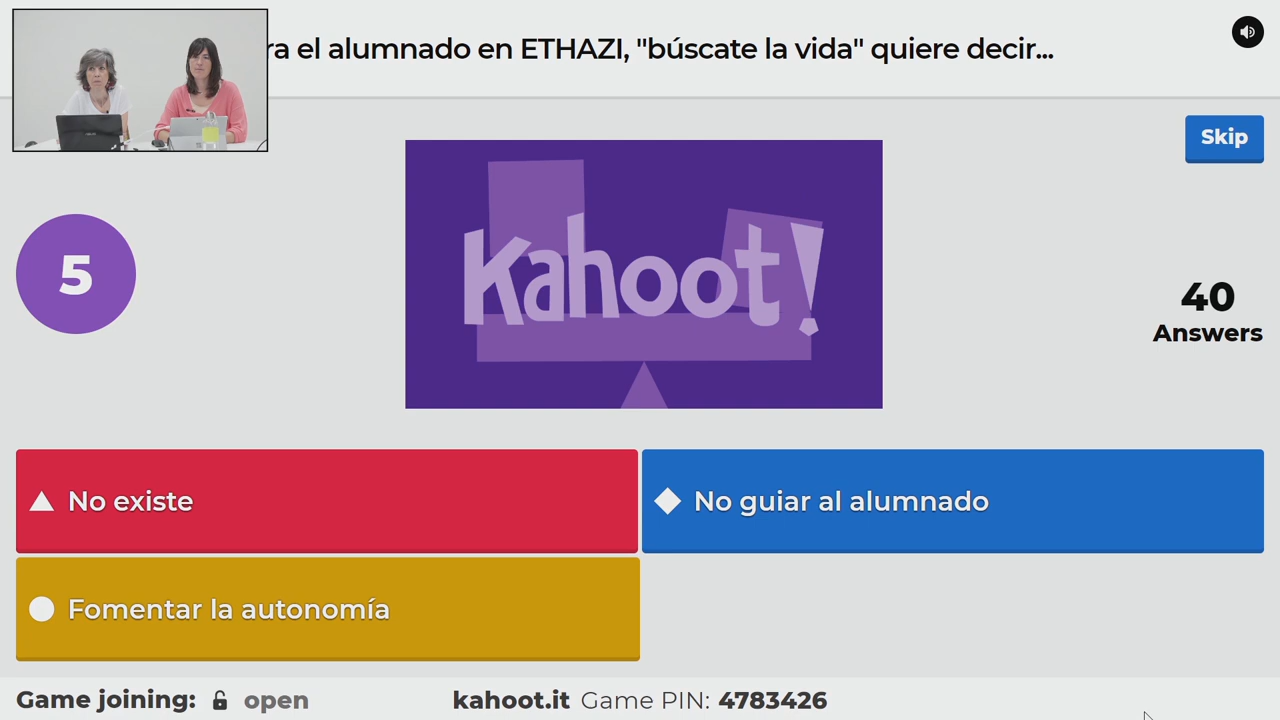 ra el alumnado en ETHAZI, "búscate la vida" quiere decir...
Skip
Kahoot!
5
40
Answers
No existe
No guiar al alumnado
Fomentar la autonomía
Game joining: open
kahoot.it Game PIN: 4783426